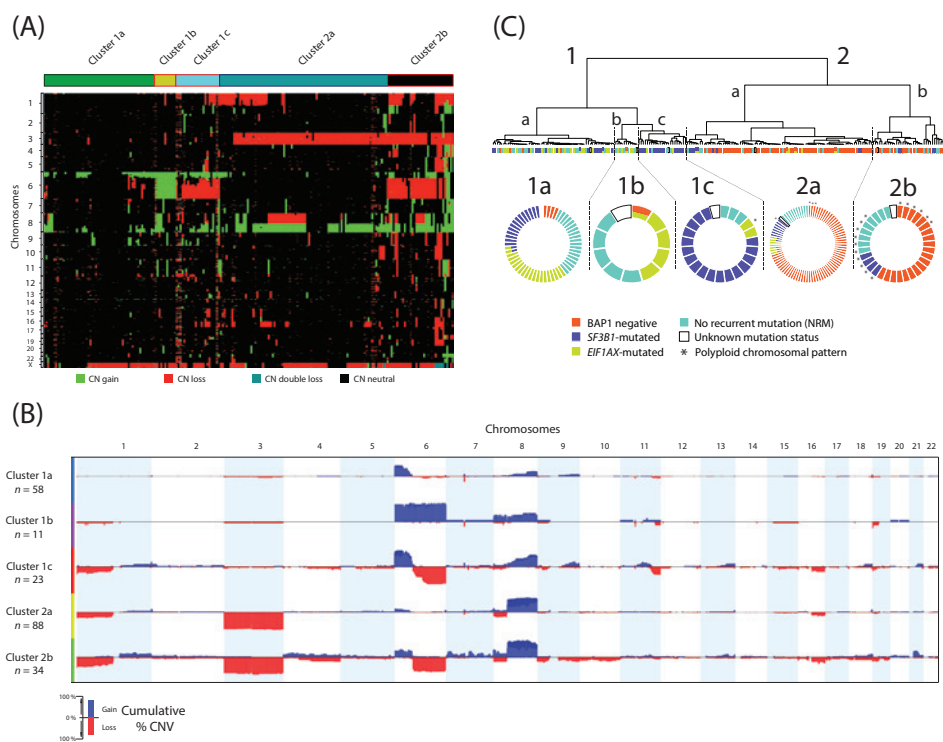 (A)
Cluster 1a
Cluster 1b
Cluster 1c
Cluster 2a
Cluster 2b
Chromosomes
1
2
3
4
5
6
7
8
9
10
11
12
13
14
15
16
17
19
20
22
X
CN gain
CN loss
CN double loss
CN neutral
(C)
1
2
a
b
a
b
c
1a
1b
1c
2a
2b
BAP1 negative
SF3B1-mutated
EIF1AX-mutated
No recurrent mutation (NRM)
Unknown mutation status
* Polyploid chromosomal pattern
(B)
Chromosomes
1 2 3 4 5 6 7 8 9 10 11 12 13 14 15 16 17 18 19 20 21 22
Cluster 1a
n = 58
Cluster 1b
n = 11
Cluster 1c
n = 23
Cluster 2a
n = 88
Cluster 2b
n = 34
100 %
0 %
100 %
Gain
Loss
Cumulative
% CNV